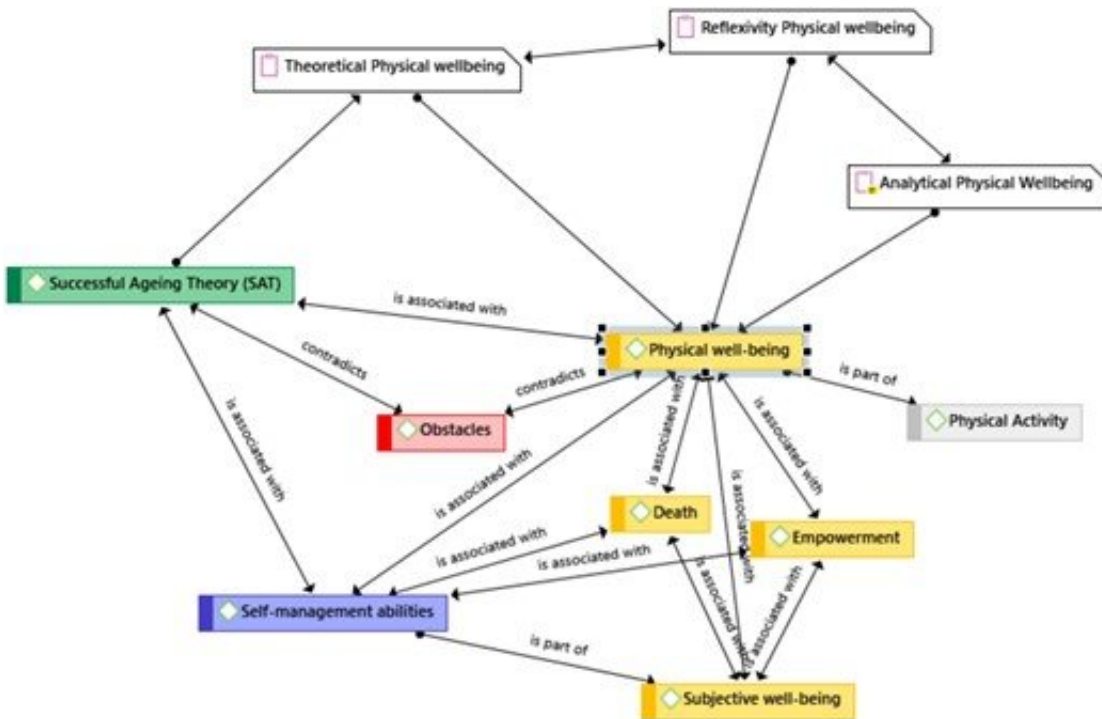 Reflexivity Physical wellbeing
Theoretical Physical wellbeing
Analytical Physical Wellbeing
Successful Ageing Theory (SAT)
is associated with
Physical well-being
contradicts
contradicts
is part of
Obstacles
Physical Activity
is associated with
is associated with
is associated with
is associated with
Death
is associated with
Empowerment
is associated with
is associated with
Self-management abilities
is associated with
is associated with
is part of
Subjective well-being